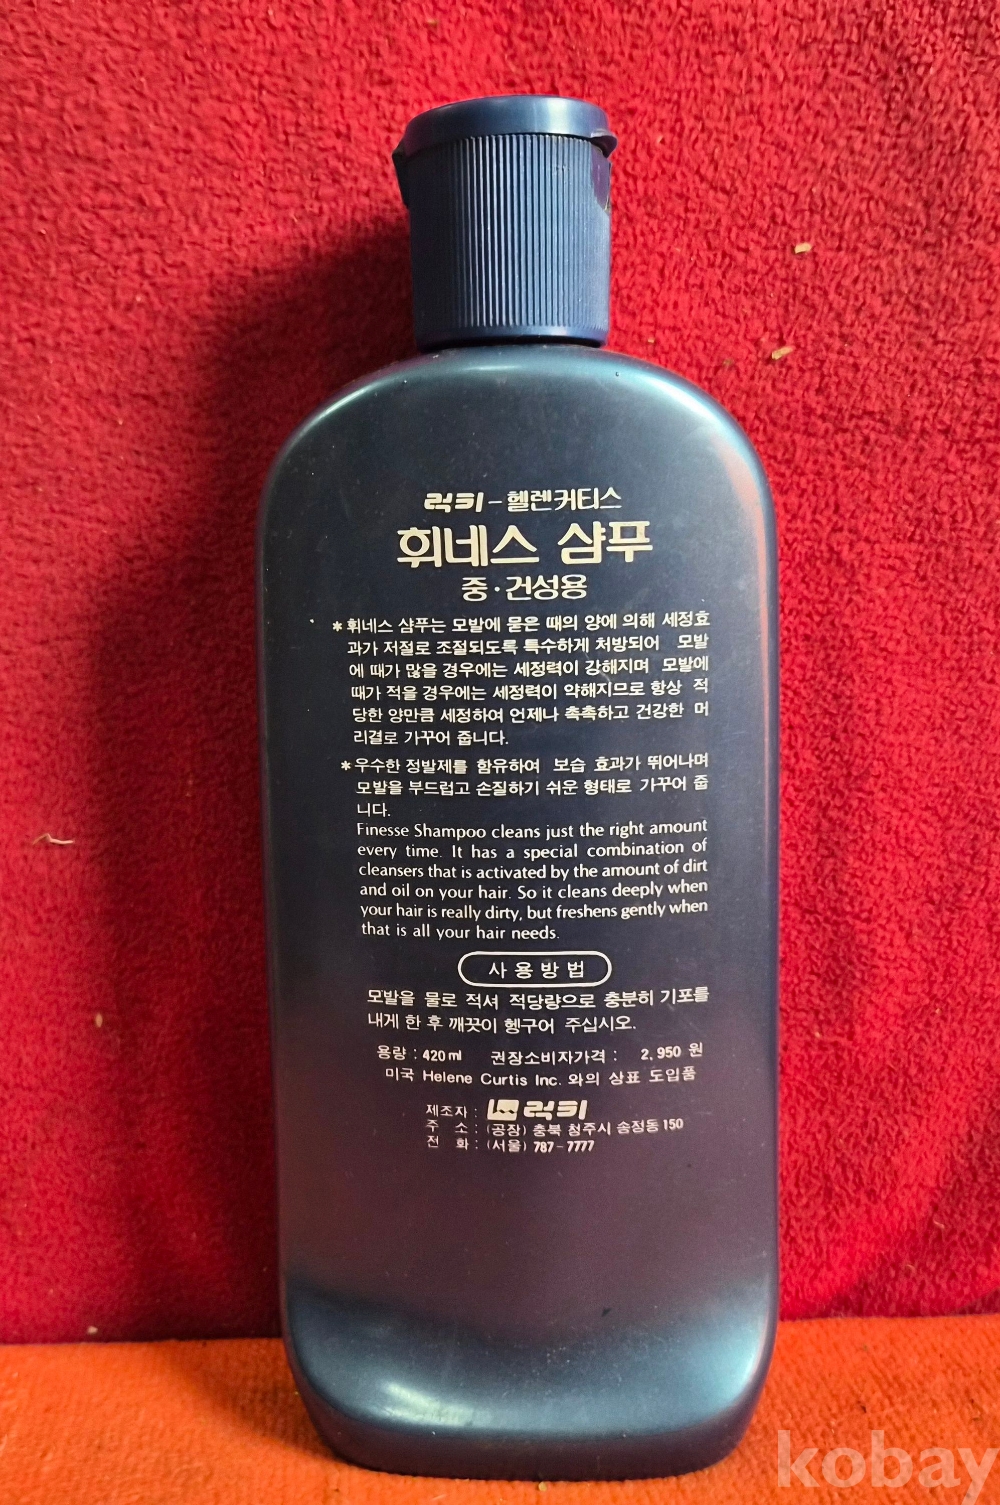 럭키-헬렌커티스
휘네스 샴푸
중·건성용
*휘네스 샴푸는 모발에 묻은 때의 양에 의해 세정효
과가 저절로 조절되도록 특수하게 처방되어 모발
에 때가 많을 경우에는 세정력이 강해지며 모발에
때가 적을 경우에는 세정력이 약해지므로 항상 적
당한 양만큼 세정하여 언제나 촉촉하고 건강한 머
리결로 가꾸어 줍니다.
*우수한 정발제를 함유하여 보습 효과가 뛰어나며
모발을 부드럽고 손질하기 쉬운 형태로 가꾸어 줍
니다.
Finesse Shampoo cleans just the right amount
every time. It has a special combination of
cleansers that is activated by the amount of dirt
and oil on your hair. So it cleans deeply when
your hair is really dirty, but freshens gently when
that is all your hair needs.
사용방법
모발을 물로 적셔 적당량으로 충분히 기포를
내게 한 후 깨끗이 헹구어 주십시오.
용량 : 420ml 권장소비자가격 : 2,950 원
미국 Helene Curtis Inc. 와의 상표 도입품
제조자 : 럭키
주 소 : (공장) 충북 청주시 송정동 150
전 화 : (서울) 787-7777
kobay